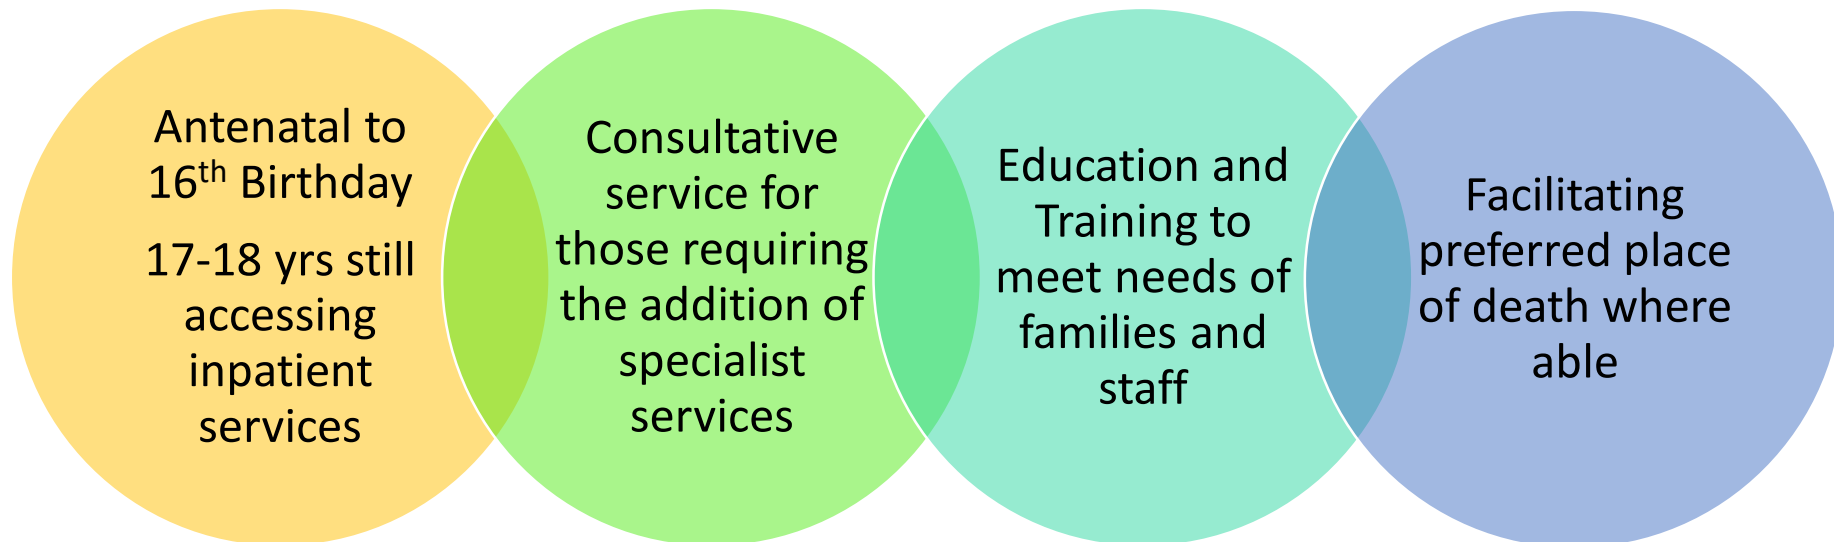 Antenatal to
16th Birthday
17-18 yrs still
accessing
inpatient
services
Consultative
service for
those requiring
the addition of
specialist
services
Education and
Training to
meet needs of
families and
staff
Facilitating
preferred place
of death where
able